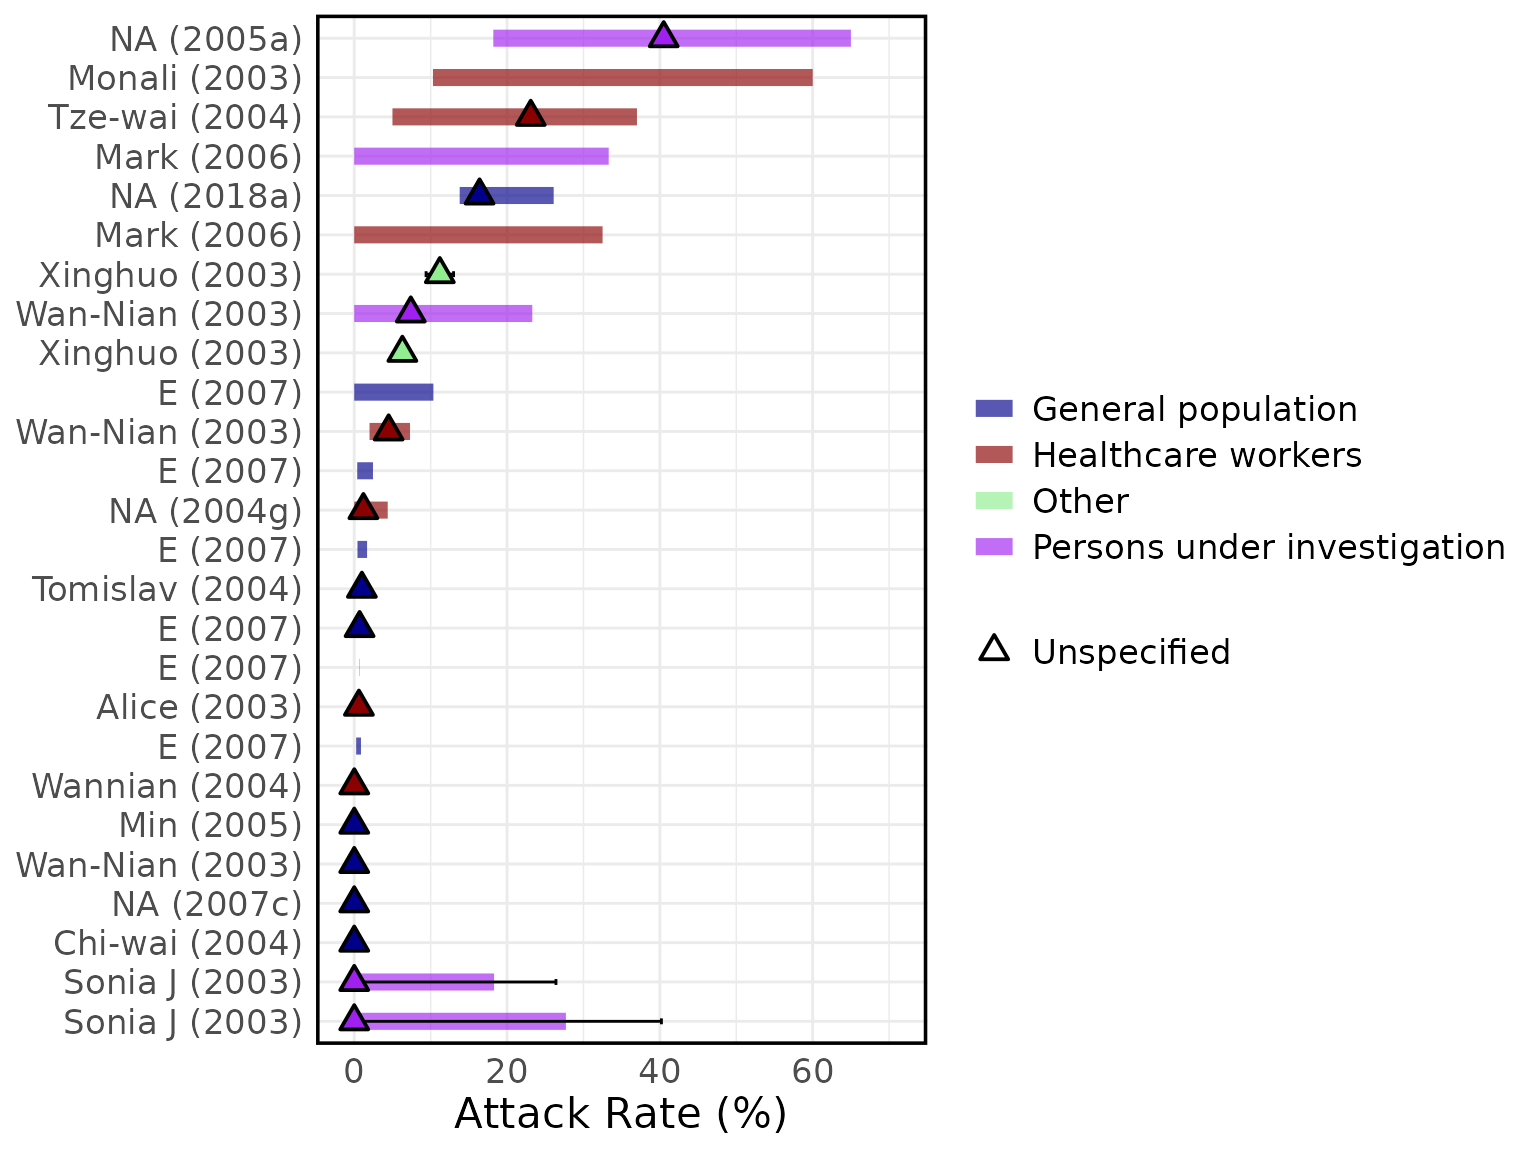 NA (2005a)
Monali (2003)
Tze-wai (2004)
Mark (2006)
NA (2018a)
Mark (2006)
Xinghuo (2003)
Wan-Nian (2003)
Xinghuo (2003)
E (2007)
Wan-Nian (2003)
E (2007)
NA (2004g)
E (2007)
Tomislav (2004)
E (2007)
E (2007)
Alice (2003)
E (2007)
Wannian (2004)
Min (2005)
Wan-Nian (2003)
NA (2007c)
Chi-wai (2004)
Sonia J (2003)
Sonia J (2003)
0 20 40 60
Attack Rate (%)
General population
Healthcare workers
Other
Persons under investigation
Unspecified